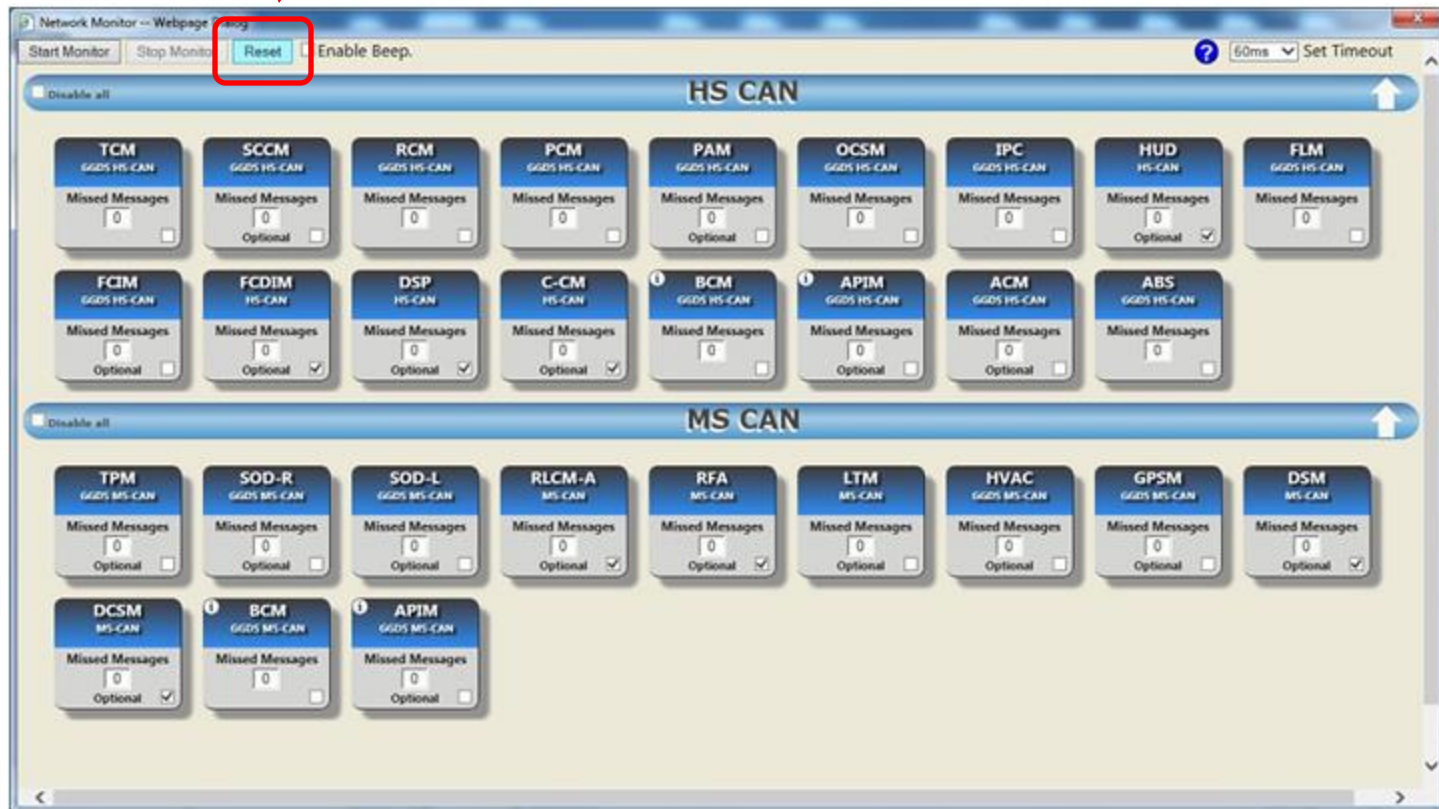 Network Monitor -- Webpage Dialog
Start Monitor Stop Monitor Reset Enable Beep. ? 60ms Set Timeout
Disable all HS CAN
TCM SCCM RCM PCM PAM OCSM IPC HUD FLM
GGDS HS-CAN GGDS HS-CAN GGDS HS-CAN GGDS HS-CAN GGDS HS-CAN GGDS HS-CAN GGDS HS-CAN HS-CAN GGDS HS-CAN
Missed Messages Missed Messages Missed Messages Missed Messages Missed Messages Missed Messages Missed Messages Missed Messages Missed Messages
0 0 0 0 0 0 0 0 0
Optional Optional Optional
FCIM FCDIM DSP C-CM i BCM i APIM ACM ABS
GGDS HS-CAN HS-CAN HS-CAN HS-CAN GGDS HS-CAN GGDS HS-CAN GGDS HS-CAN GGDS HS-CAN
Missed Messages Missed Messages Missed Messages Missed Messages Missed Messages Missed Messages Missed Messages Missed Messages
0 0 0 0 0 0 0 0
Optional Optional Optional Optional Optional Optional
Disable all MS CAN
TPM SOD-R SOD-L RLCM-A RFA LTM HVAC GPSM DSM
GGDS MS-CAN GGDS MS-CAN GGDS MS-CAN MS-CAN MS-CAN MS-CAN GGDS MS-CAN GGDS MS-CAN MS-CAN
Missed Messages Missed Messages Missed Messages Missed Messages Missed Messages Missed Messages Missed Messages Missed Messages Missed Messages
0 0 0 0 0 0 0 0 0
Optional Optional Optional Optional Optional Optional Optional Optional Optional
DCSM i BCM i APIM
MS-CAN GGDS MS-CAN GGDS MS-CAN
Missed Messages Missed Messages Missed Messages
0 0 0
Optional Optional